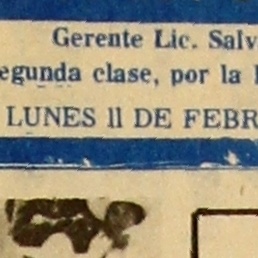 Gerente Lic. Salv
egunda clase, por la
LUNES 11 DE FEBR